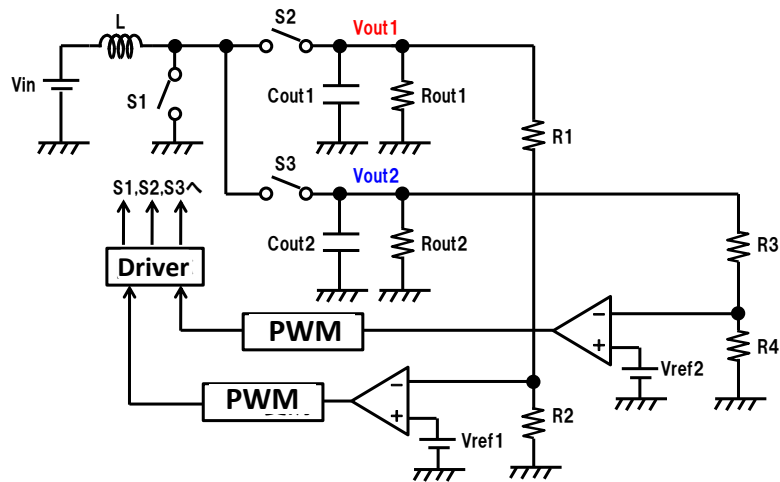 L
S2
Vout1
Vin
S1
Cout1
Rout1
R1
S3
Vout2
S1,S2,S3へ
Cout2
Rout2
R3
Driver
PWM
−
+
R4
Vref2
PWM
−
+
R2
Vref1